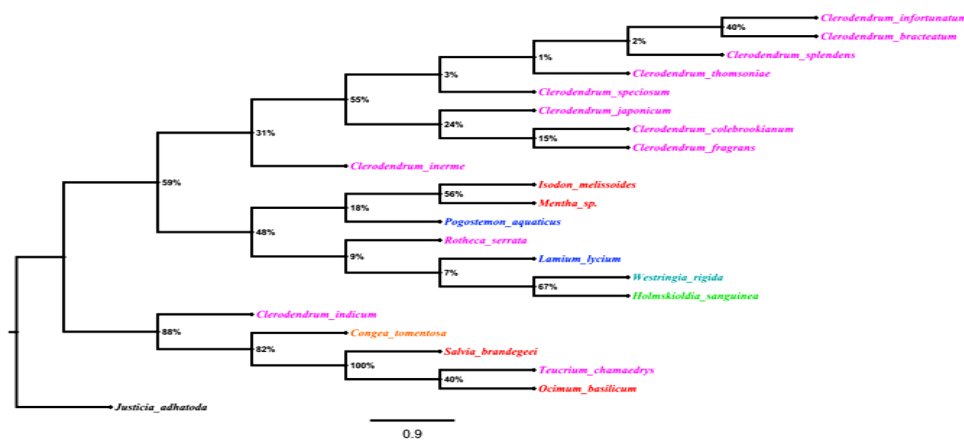 Clerodendrum_infortunatum
40%
Clerodendrum_bracteatum
2%
Clerodendrum_splendens
1%
Clerodendrum_thomsoniae
3%
Clerodendrum_speciosum
55%
Clerodendrum_japonicum
24%
Clerodendrum_colebrookianum
15%
Clerodendrum_fragrans
31%
Clerodendrum_inerme
59%
Isodon_melissoides
56%
Mentha_sp.
18%
Pogostemon_aquaticus
48%
Rotheca_serrata
9%
Lamium_lycium
7%
Westringia_rigida
67%
Holmskioldia_sanguinea
Clerodendrum_indicum
88%
Congea_tomentosa
82%
Salvia_brandegeei
100%
Teucrium_chamaedrys
40%
Ocimum_basilicum
Justicia_adhatoda
0.9